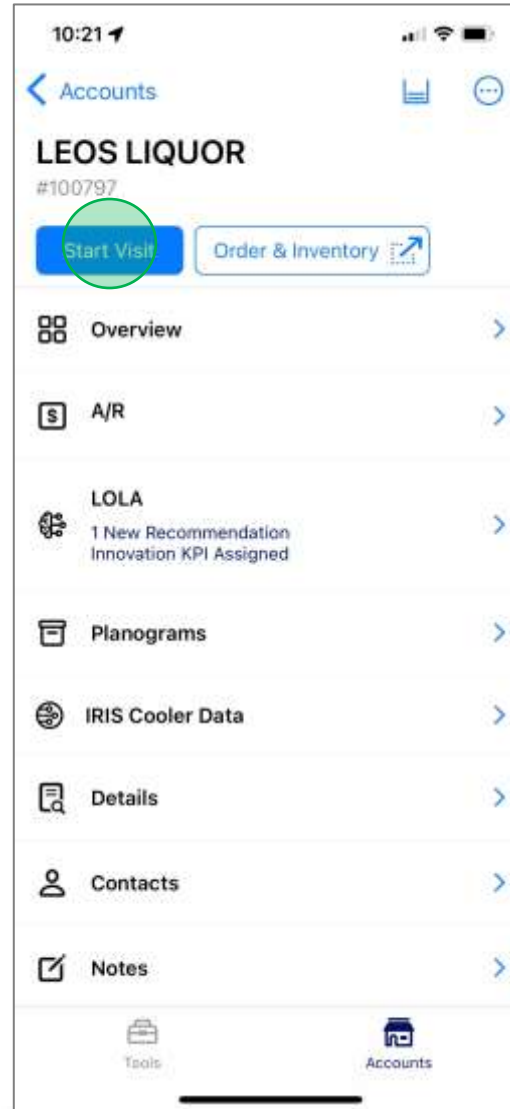 10:21
Accounts
LEOS LIQUOR
#100797
Start Visit
Order & Inventory
Overview
A/R
LOLA
1 New Recommendation
Innovation KPI Assigned
Planograms
IRIS Cooler Data
Details
Contacts
Notes
Tools
Accounts